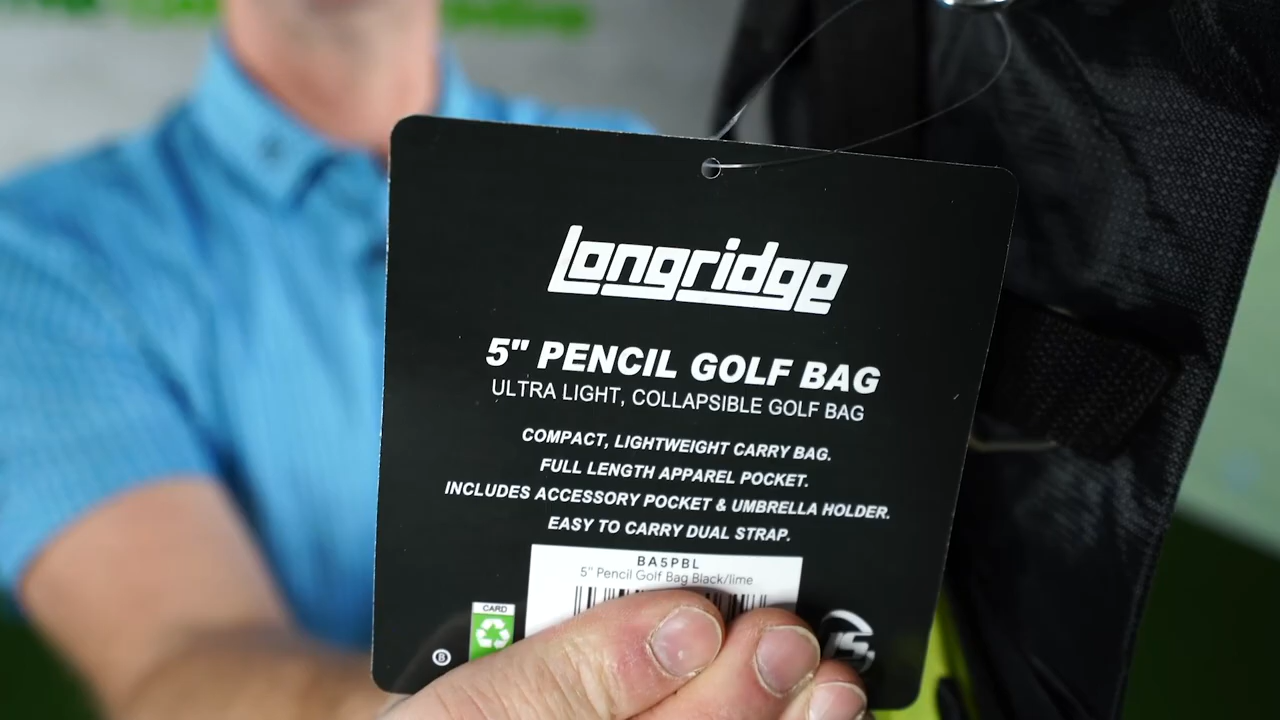 Longridge
5" PENCIL GOLF BAG
ULTRA LIGHT, COLLAPSIBLE GOLF BAG
COMPACT, LIGHTWEIGHT CARRY BAG.
FULL LENGTH APPAREL POCKET.
INCLUDES ACCESSORY POCKET & UMBRELLA HOLDER.
EASY TO CARRY DUAL STRAP.
BA5PBL
5" Pencil Golf Bag Black/lime
CARD
B